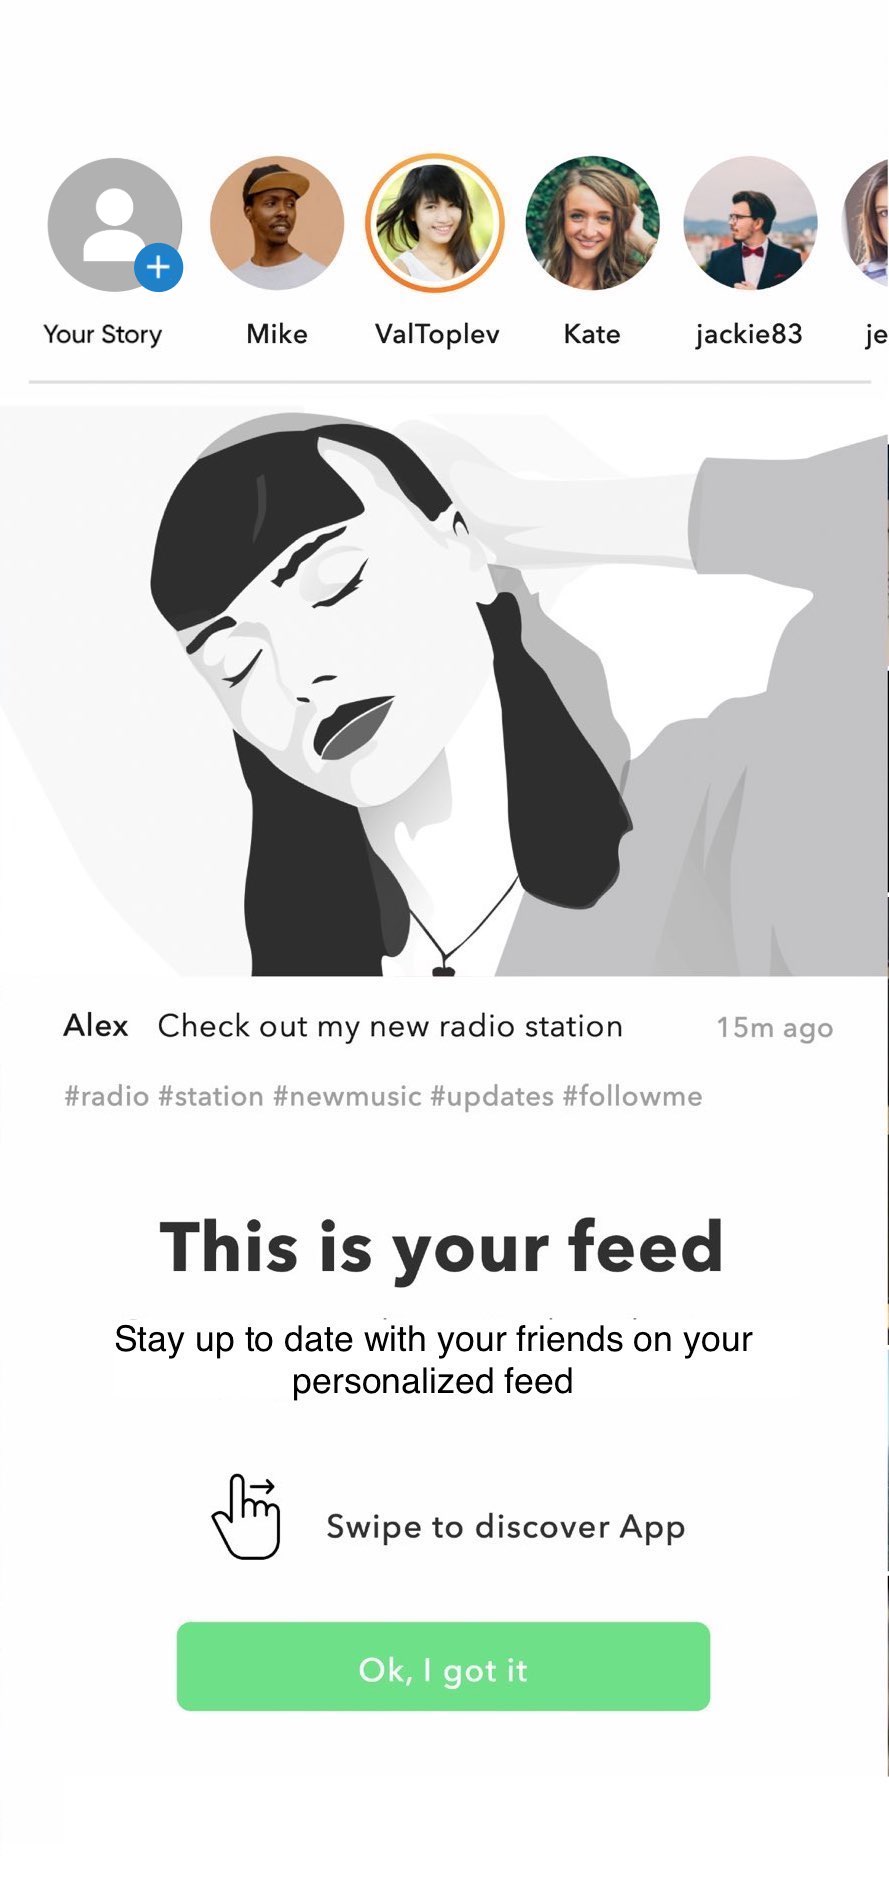 Your Story Mike ValToplev Kate jackie83 je
Alex Check out my new radio station 15m ago
#radio #station #newmusic #updates #followme
This is your feed
Stay up to date with your friends on your
personalized feed
Swipe to discover App
Ok, I got it